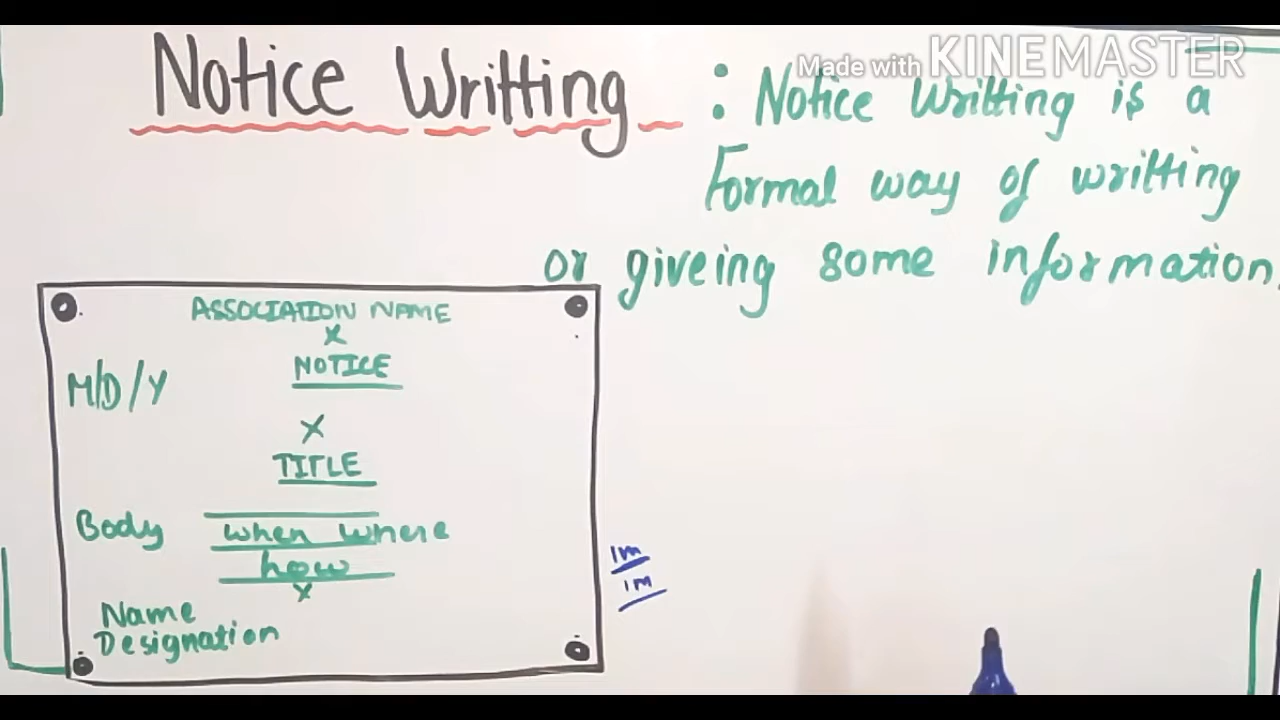 Made with KINEMASTER
Notice Writting : Notice Writting is a
Formal way of writting
or giveing some information.
ASSOCIATION NAME
X
NOTICE
M/D/Y
X
TITLE
Body when where
how
X
Name
Designation
1m
1m